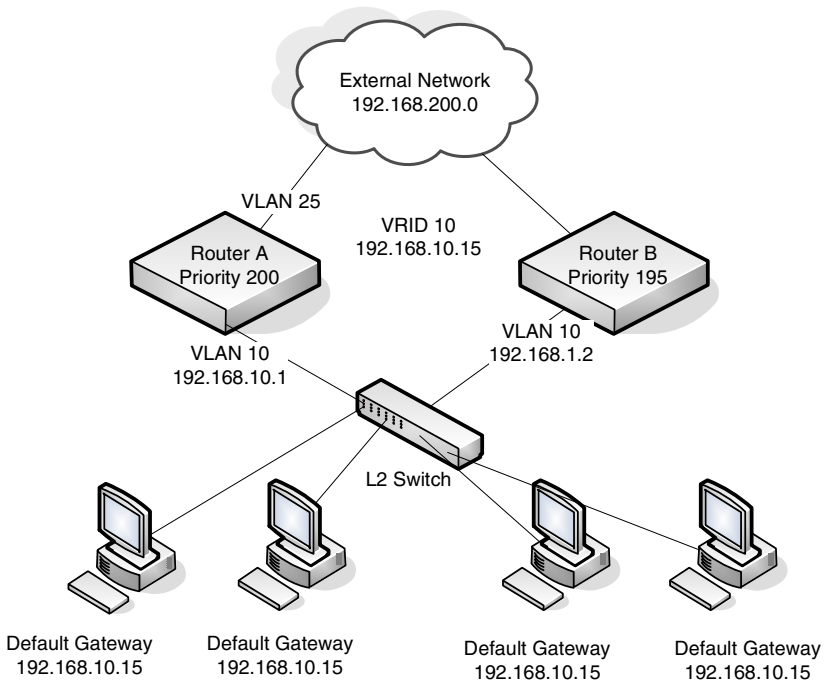 External Network
192.168.200.0
VLAN 25
VRID 10
192.168.10.15
Router A
Priority 200
Router B
Priority 195
VLAN 10
192.168.10.1
VLAN 10
192.168.1.2
L2 Switch
Default Gateway
192.168.10.15
Default Gateway
192.168.10.15
Default Gateway
192.168.10.15
Default Gateway
192.168.10.15